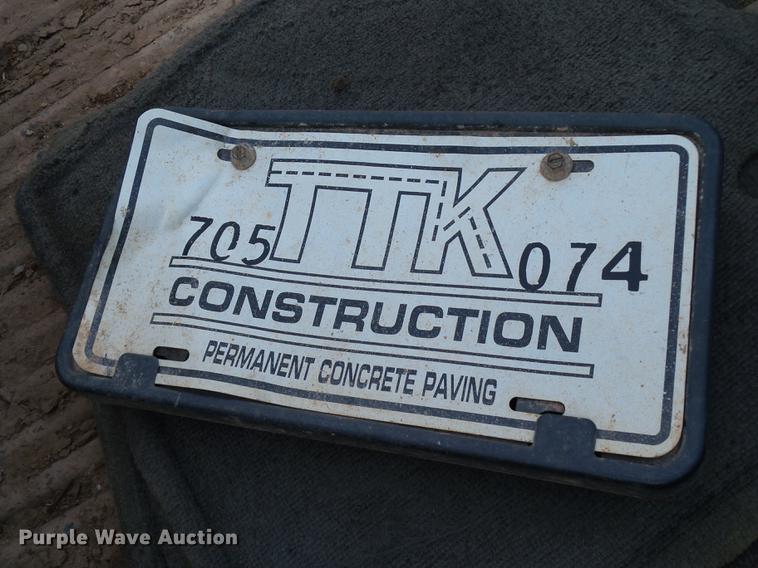 TTK
705 074
CONSTRUCTION
PERMANENT CONCRETE PAVING
Purple Wave Auction